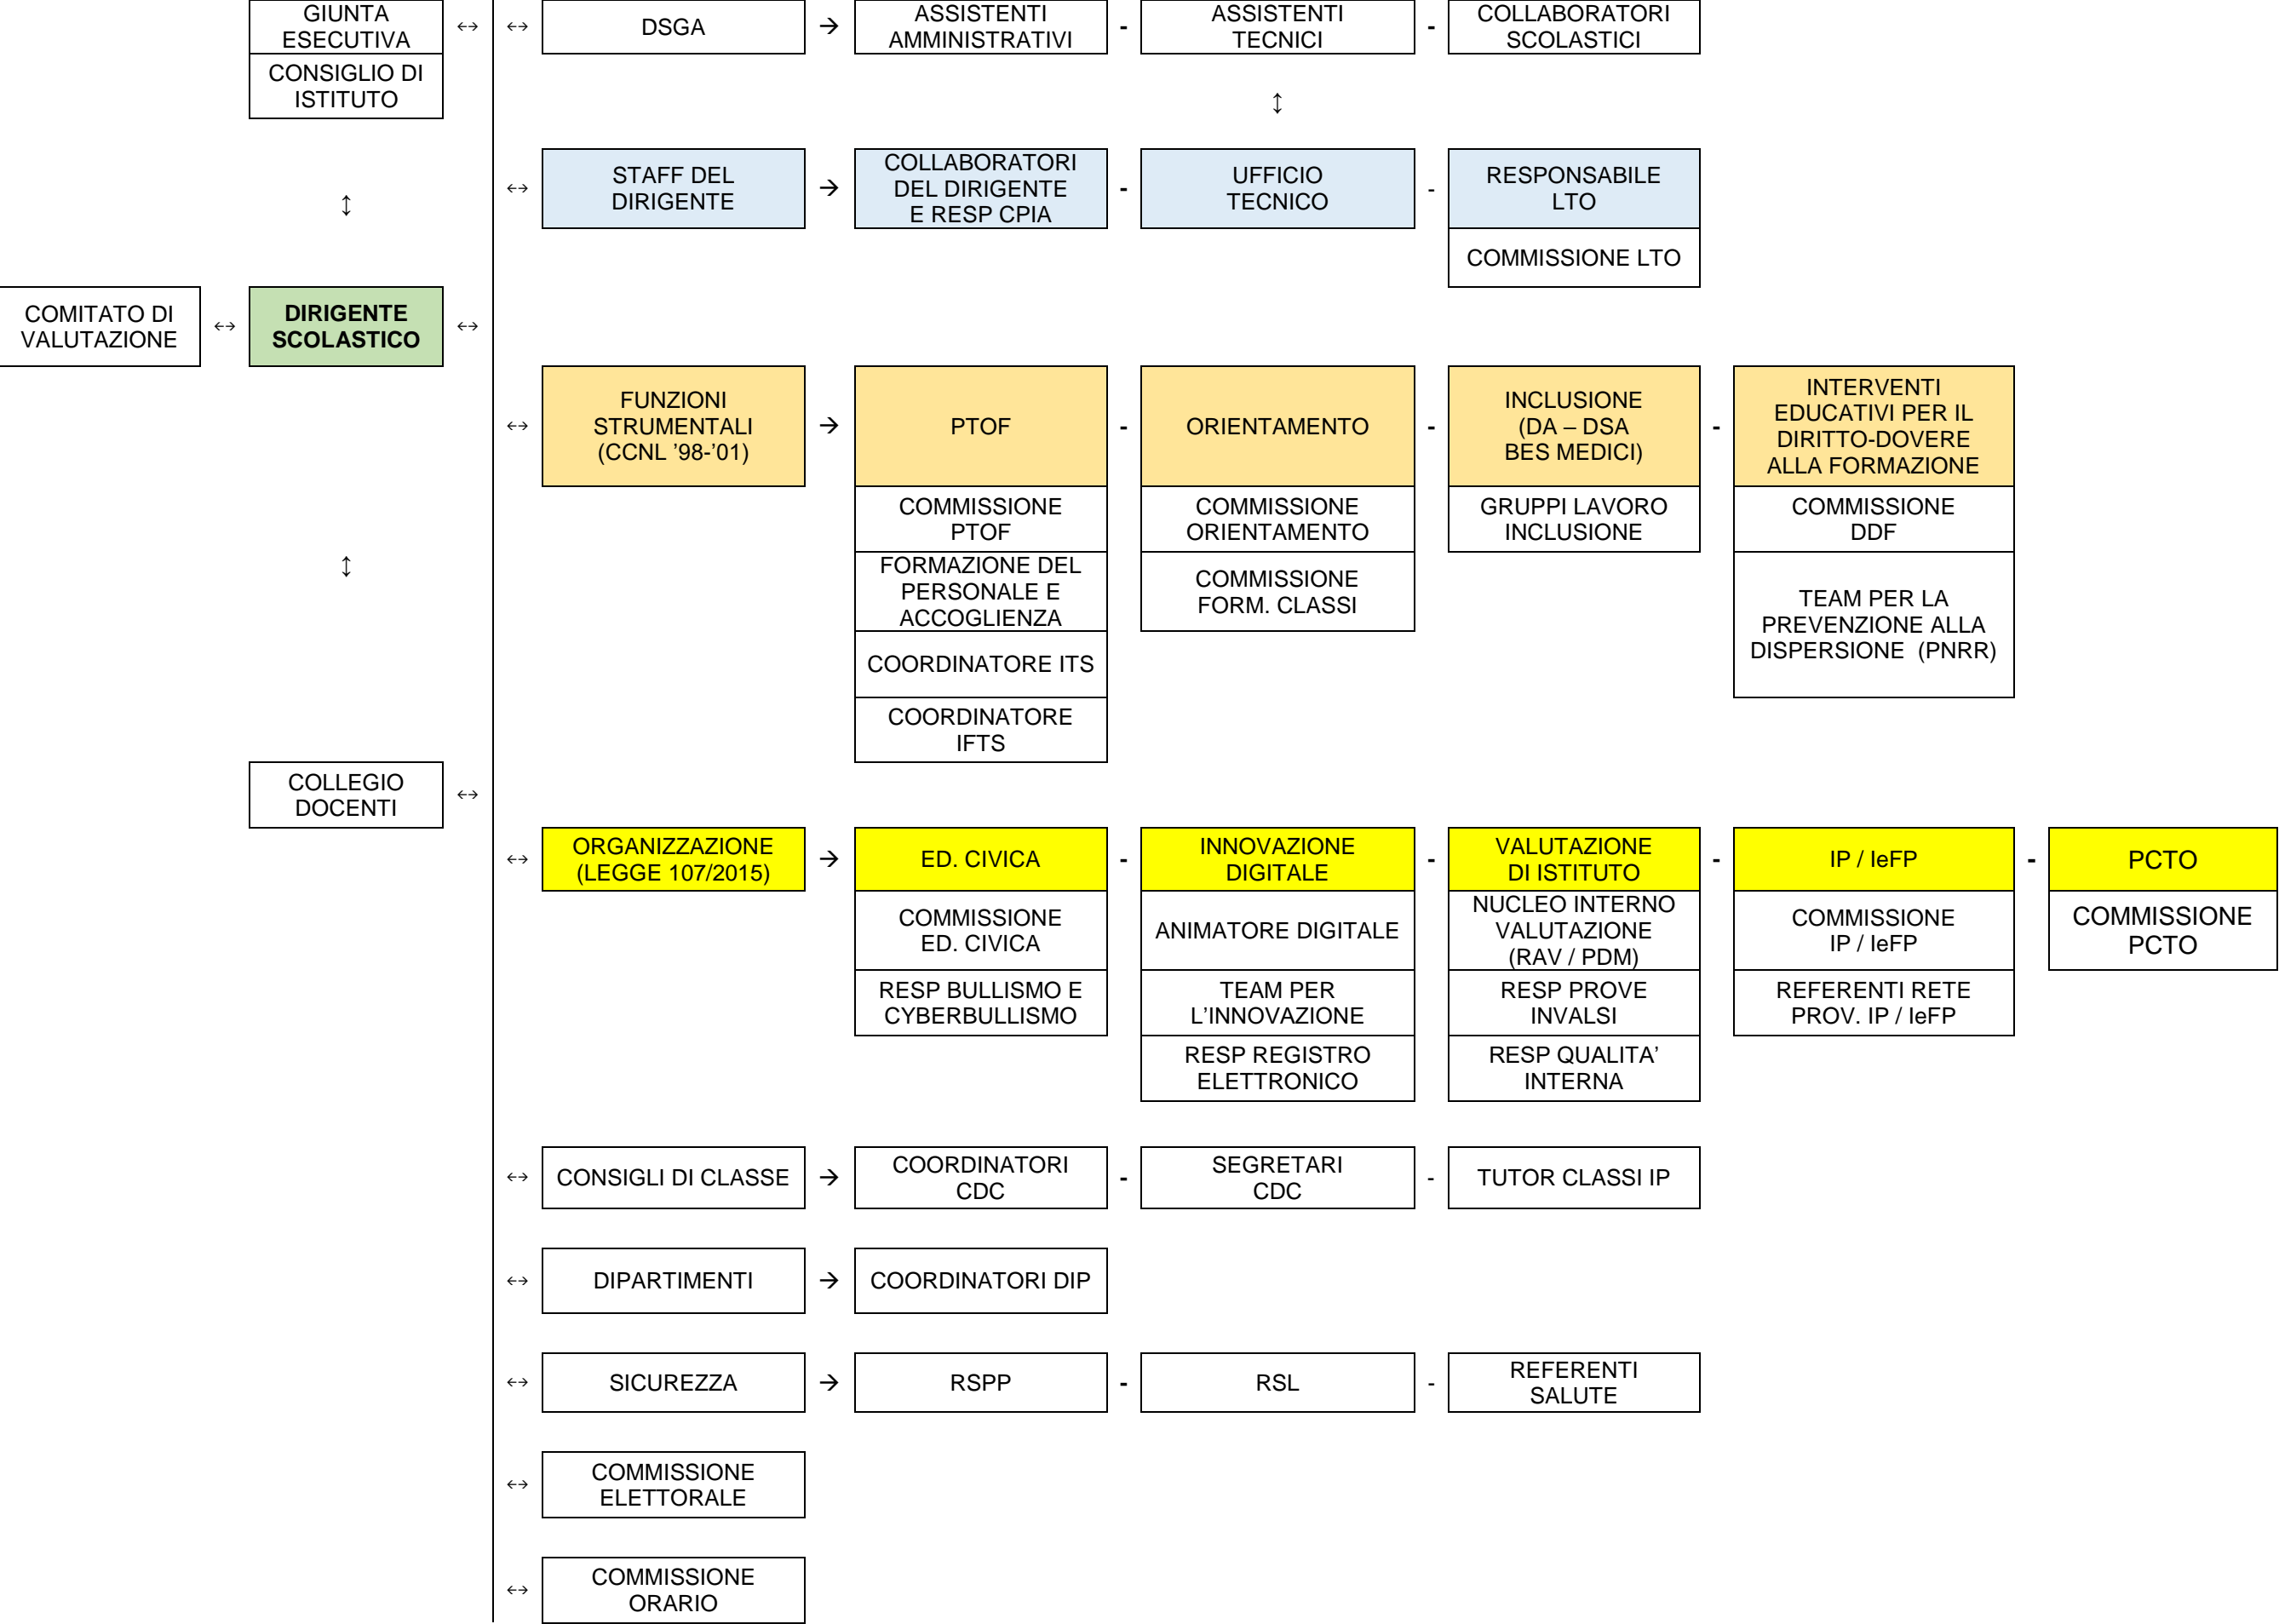 GIUNTA
ESECUTIVA
↔
↔
DSGA
→
ASSISTENTI
AMMINISTRATIVI
-
ASSISTENTI
TECNICI
-
COLLABORATORI
SCOLASTICI
CONSIGLIO DI
ISTITUTO
↕
↔
STAFF DEL
DIRIGENTE
→
COLLABORATORI
DEL DIRIGENTE
E RESP CPIA
-
UFFICIO
TECNICO
-
RESPONSABILE
LTO
↕
COMMISSIONE LTO
COMITATO DI
VALUTAZIONE
↔
DIRIGENTE
SCOLASTICO
↔
↔
FUNZIONI
STRUMENTALI
(CCNL ’98-’01)
→
PTOF
-
ORIENTAMENTO
-
INCLUSIONE
(DA – DSA
BES MEDICI)
-
INTERVENTI
EDUCATIVI PER IL
DIRITTO-DOVERE
ALLA FORMAZIONE
COMMISSIONE
PTOF
COMMISSIONE
ORIENTAMENTO
GRUPPI LAVORO
INCLUSIONE
COMMISSIONE
DDF
↕
FORMAZIONE DEL
PERSONALE E
ACCOGLIENZA
COMMISSIONE
FORM. CLASSI
TEAM PER LA
PREVENZIONE ALLA
DISPERSIONE (PNRR)
COORDINATORE ITS
COORDINATORE
IFTS
COLLEGIO
DOCENTI
↔
↔
ORGANIZZAZIONE
(LEGGE 107/2015)
→
ED. CIVICA
-
INNOVAZIONE
DIGITALE
-
VALUTAZIONE
DI ISTITUTO
-
IP / IeFP
-
PCTO
COMMISSIONE
ED. CIVICA
ANIMATORE DIGITALE
NUCLEO INTERNO
VALUTAZIONE
(RAV / PDM)
COMMISSIONE
IP / IeFP
COMMISSIONE
PCTO
RESP BULLISMO E
CYBERBULLISMO
TEAM PER
L’INNOVAZIONE
RESP PROVE
INVALSI
REFERENTI RETE
PROV. IP / IeFP
RESP REGISTRO
ELETTRONICO
RESP QUALITA’
INTERNA
↔
CONSIGLI DI CLASSE
→
COORDINATORI
CDC
-
SEGRETARI
CDC
-
TUTOR CLASSI IP
↔
DIPARTIMENTI
→
COORDINATORI DIP
↔
SICUREZZA
→
RSPP
-
RSL
-
REFERENTI
SALUTE
↔
COMMISSIONE
ELETTORALE
↔
COMMISSIONE
ORARIO